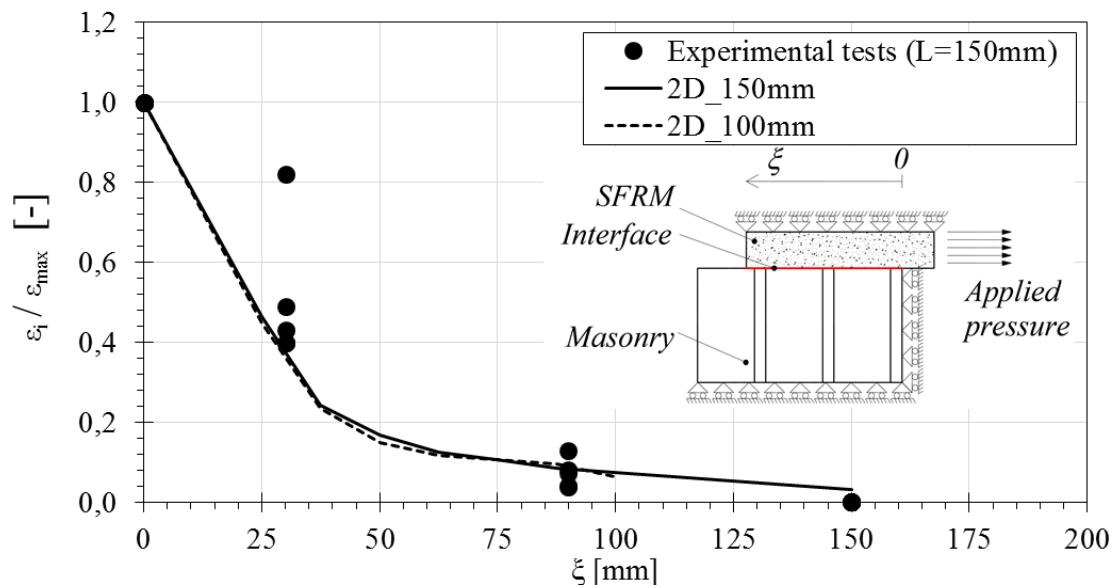 1,2
1,0
0,8
0,6
0,4
0,2
0,0
εi / εmax [-]
Experimental tests (L=150mm)
2D_150mm
2D_100mm
ξ
0
SFRM
Interface
Masonry
Applied
pressure
0 25 50 75 100 125 150 175 200
ξ [mm]